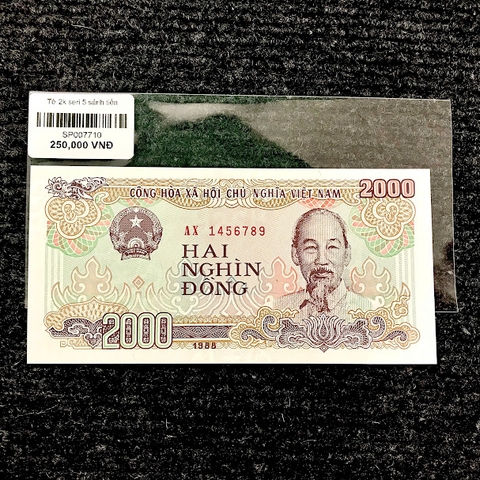 Tờ 2k seri 5 sảnh tiến
SP007710
250,000 VNĐ
CỘNG HÒA XÃ HỘI CHỦ NGHĨA VIỆT NAM 2000
AX 1456789
HAI
NGHÌN
ĐỒNG
2000
1988